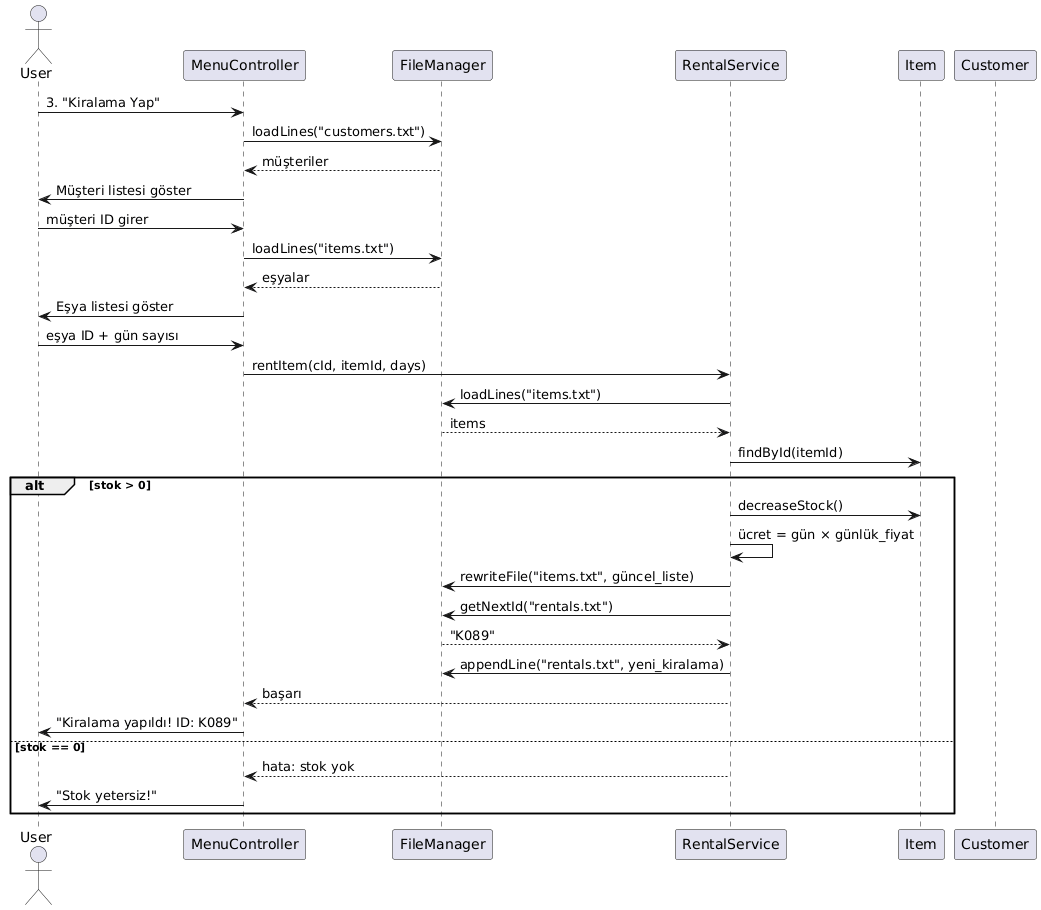 User
MenuController
FileManager
RentalService
Item
Customer
3. "Kiralama Yap"
loadLines("customers.txt")
müşteriler
Müşteri listesi göster
müşteri ID girer
loadLines("items.txt")
eşyalar
Eşya listesi göster
eşya ID + gün sayısı
rentItem(cId, itemId, days)
loadLines("items.txt")
items
findById(itemId)
alt
[stok > 0]
decreaseStock()
ücret = gün × günlük_fiyat
rewriteFile("items.txt", güncel_liste)
getNextId("rentals.txt")
"K089"
appendLine("rentals.txt", yeni_kiralama)
başarı
"Kiralama yapıldı! ID: K089"
[stok == 0]
hata: stok yok
"Stok yetersiz!"
User
MenuController
FileManager
RentalService
Item
Customer